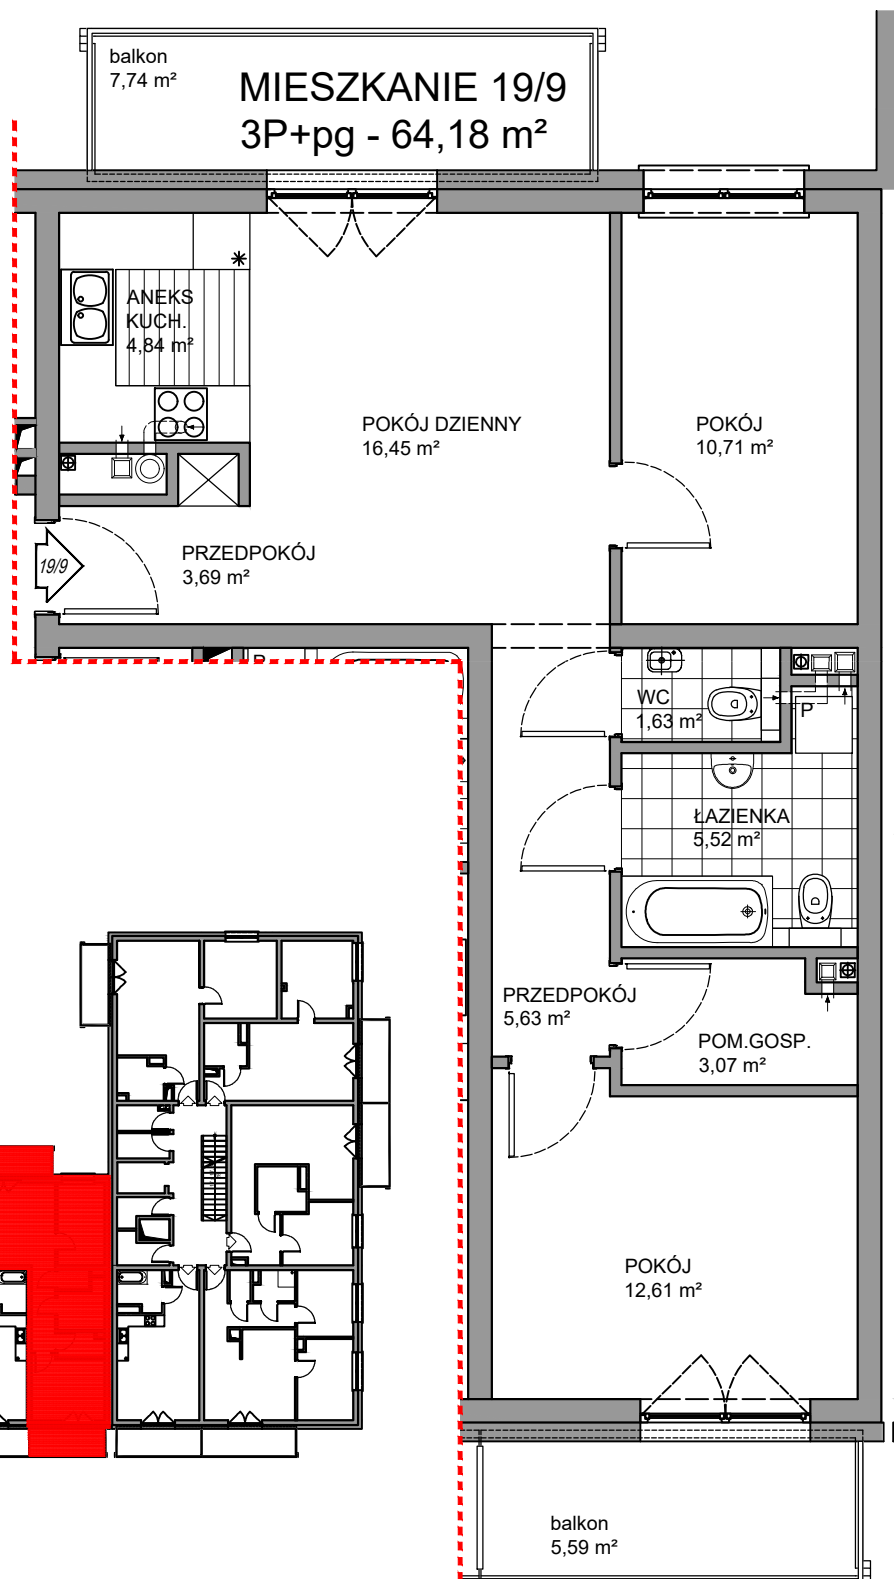 balkon
7,74 m²
MIESZKANIE 19/9
3P+pg - 64,18 m²
ANEKS
KUCH.
4,84 m²
POKÓJ DZIENNY
16,45 m²
POKÓJ
10,71 m²
PRZEDPOKÓJ
3,69 m²
19/9
WC
1,63 m²
P
ŁAZIENKA
5,52 m²
PRZEDPOKÓJ
5,63 m²
POM.GOSP.
3,07 m²
POKÓJ
12,61 m²
balkon
5,59 m²